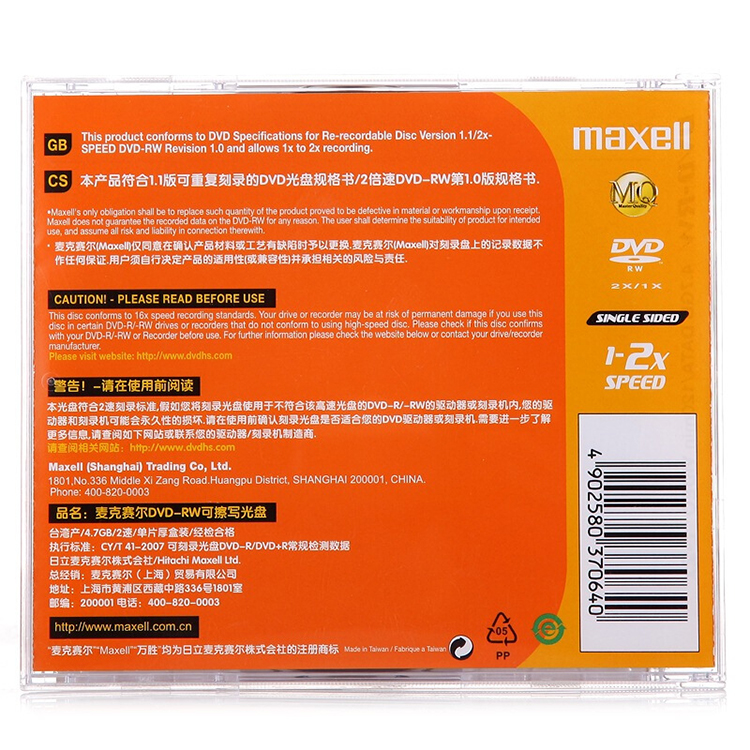 GB
This product conforms to DVD Specifications for Re-recordable Disc Version 1.1/2x-
SPEED DVD-RW Revision 1.0 and allows 1x to 2x recording.
CS
本产品符合1.1版可重复刻录的DVD光盘规格书/2倍速DVD-RW第1.0版规格书.
*Maxell's only obligation shall be to replace such quantity of the product proved to be defective in material or workmanship upon receipt.
Maxell does not guarantee the recorded data on the DVD-RW for any reason. The user shall determine the suitability of product for intended
use, and assume all risk and liability in connection therewith.
*麦克赛尔(Maxell)仅同意在确认产品材料或工艺有缺陷时予以更换.麦克赛尔(Maxell)对刻录盘上的记录数据不
作任何保证.用户须自行决定产品的适用性(或兼容性)并承担相关的风险与责任.
CAUTION! - PLEASE READ BEFORE USE
This disc conforms to 16x speed recording standards. Your drive or recorder may be at risk of permanent damage if you use this
disc in certain DVD-R/-RW drives or recorders that do not conform to using high-speed disc. Please check if this disc confirms
with your DVD-R/-RW or Recorder before use. For further information please check the website below or contact your drive/recorder
manufacturer.
Please visit website: http://www.dvdhs.com
警告!-请在使用前阅读
本光盘符合2速刻录标准,假如您将刻录光盘使用于不符合该高速光盘的DVD-R/-RW的驱动器或刻录机内,您的驱
动器和刻录机可能会永久性的损坏.请在使用前确认刻录光盘是否适合您的DVD驱动器或刻录机.需要进一步了解
更多信息,请查阅如下网站或联系您的驱动器/刻录机制造商.
请查阅相关网站: http://www.dvdhs.com
Maxell (Shanghai) Trading Co., Ltd.
1801,No.336 Middle Xi Zang Road.Huangpu District, SHANGHAI 200001, CHINA.
Phone: 400-820-0003
品名: 麦克赛尔DVD-RW可擦写光盘
台湾产/4.7GB/2速/单片厚盒装/经检合格
执行标准: CY/T 41-2007 可刻录光盘DVD-R/DVD+R常规检测数据
日立麦克赛尔株式会社/Hitachi Maxell Ltd.
总经销: 麦克赛尔(上海)贸易有限公司
地址: 上海市黄浦区西藏中路336号1801室
邮编: 200001 电话: 400-820-0003
http://www.maxell.com.cn
"麦克赛尔""Maxell"万胜"均为日立麦克赛尔株式会社的注册商标 Made in Taiwan / Fabrique a Taiwan
05
PP
maxell
MQ
Master Quality
DVD
RW
2X/1X
SINGLE SIDED
1-2x
SPEED
4 902580 370640